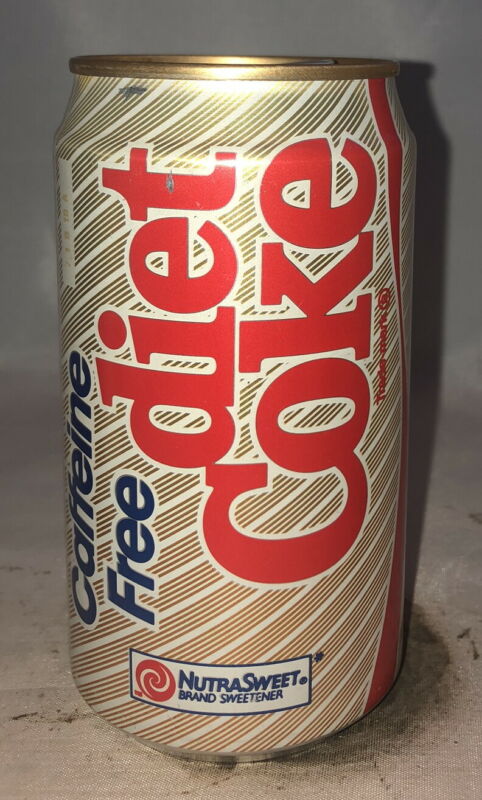 Caffeine
Free
diet
Coke
Trade-mark ®
NUTRASWEET®
BRAND SWEETENER